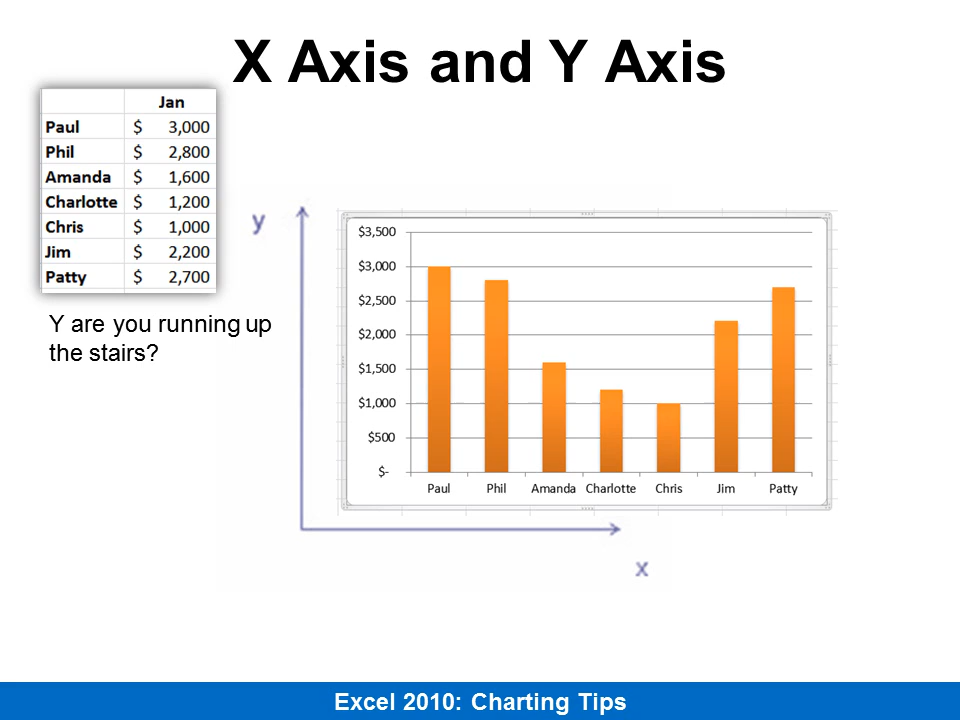 X Axis and Y Axis
Jan
Paul $ 3,000
Phil $ 2,800
Amanda $ 1,600
Charlotte $ 1,200
Chris $ 1,000
Jim $ 2,200
Patty $ 2,700
Y are you running up
the stairs?
y
$3,500
$3,000
$2,500
$2,000
$1,500
$1,000
$500
$-
Paul Phil Amanda Charlotte Chris Jim Patty
x
Excel 2010: Charting Tips